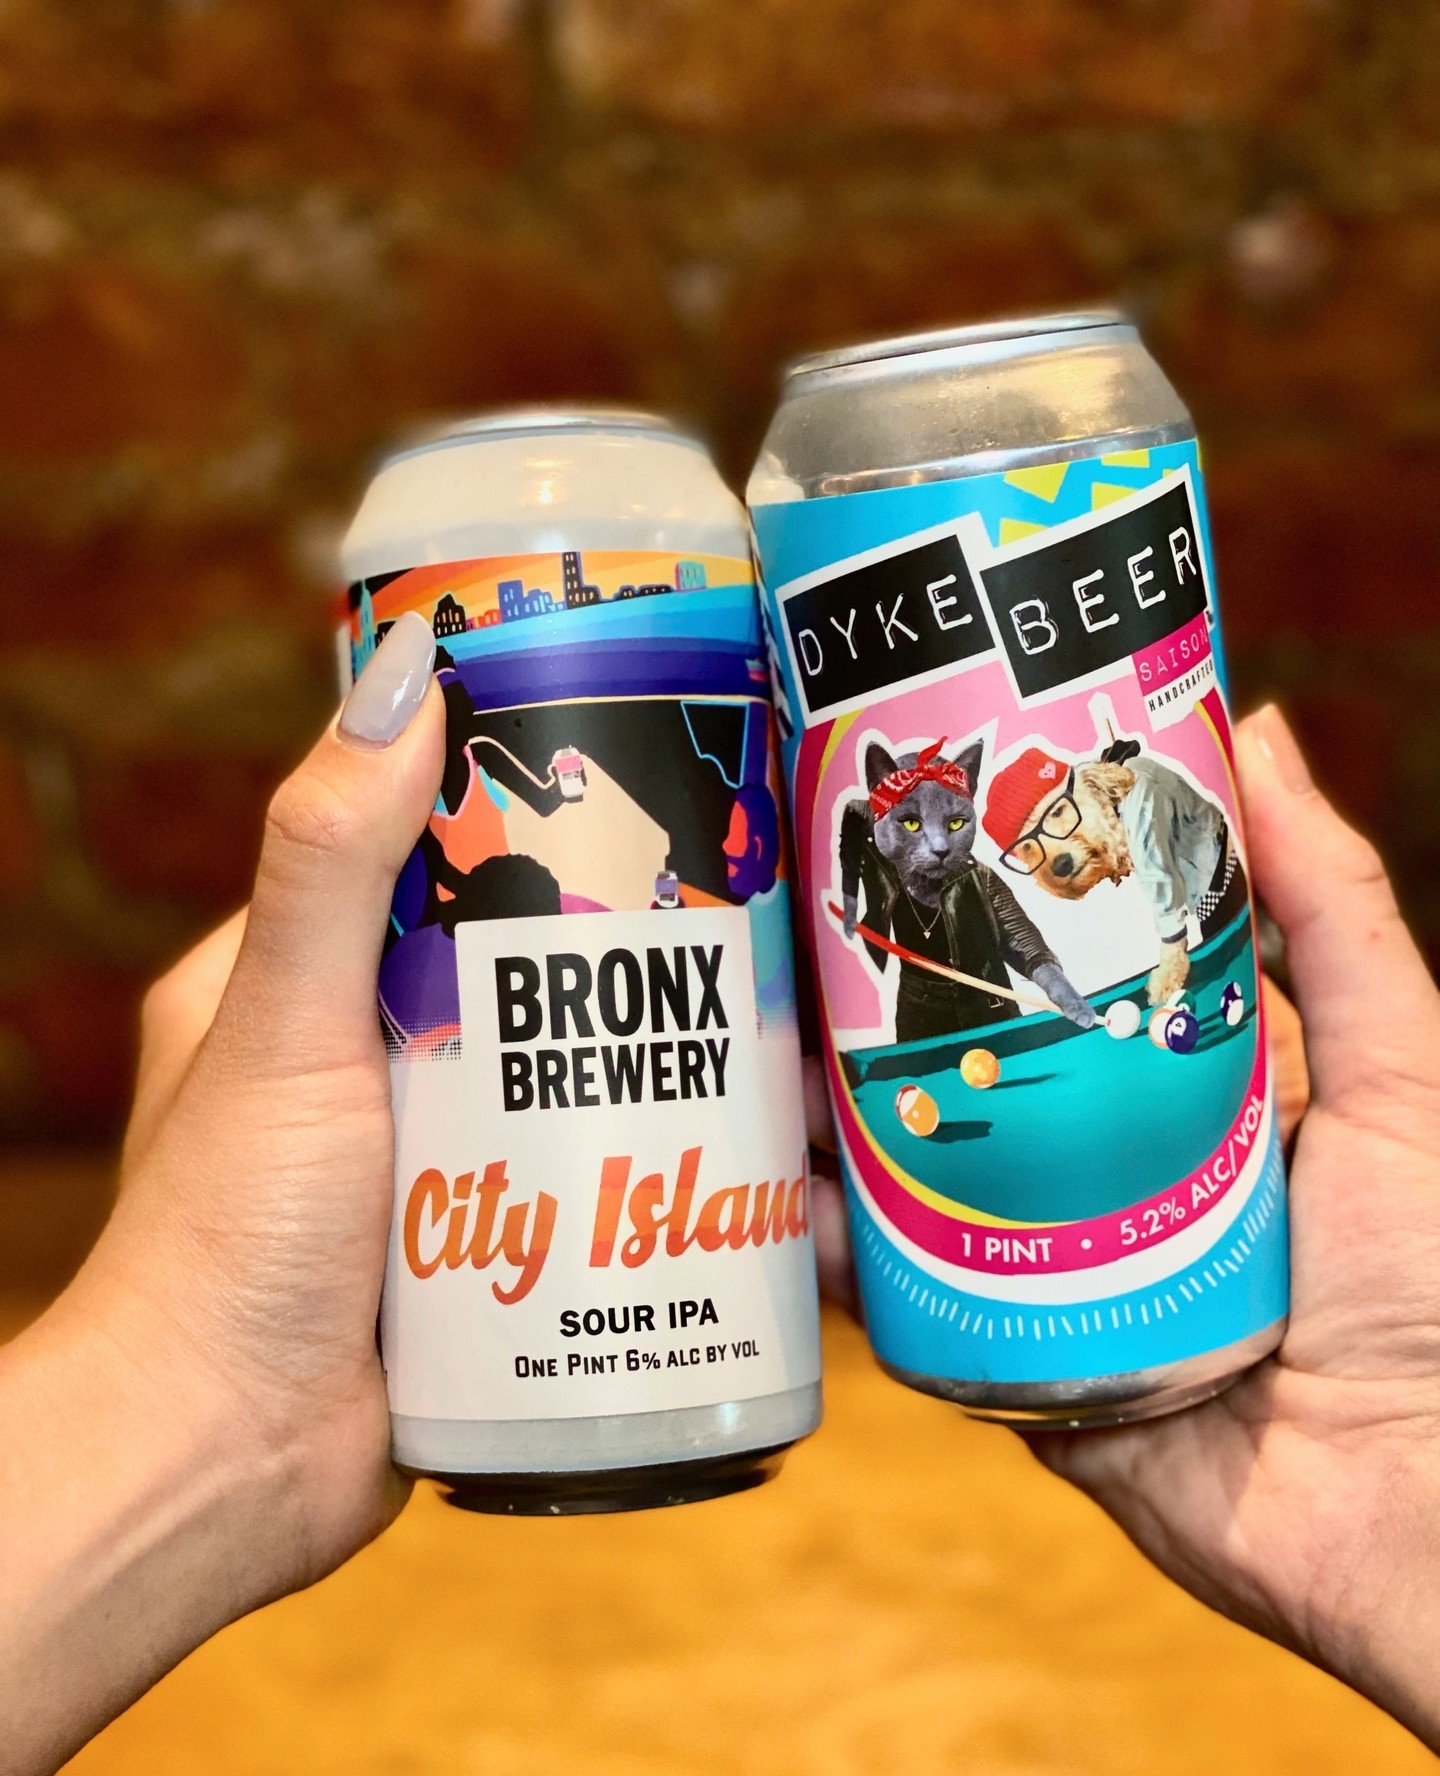 BRONX
BREWERY
City Island
SOUR IPA
ONE PINT 6% ALC BY VOL
DYKE BEER
SAISON
HANDCRAFTED
1 PINT • 5.2% ALC/VOL